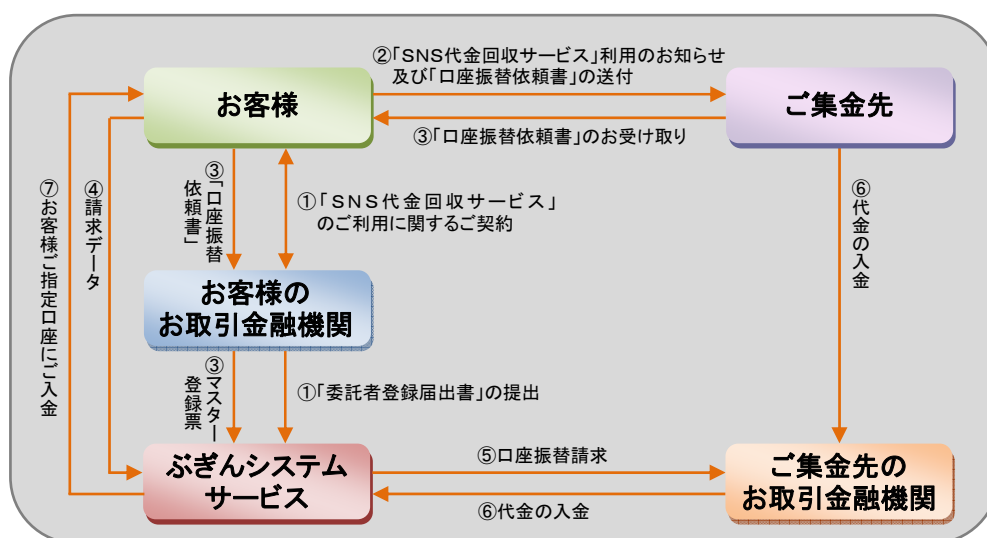 ②「SNS代金回収サービス」利用のお知らせ
及び「口座振替依頼書」の送付
お客様
ご集金先
③「口座振替依頼書」のお受け取り
⑦お客様ご指定口座にご入金
④請求データ
③「口座振替
依頼書」
①「SNS代金回収サービス」
のご利用に関するご契約
⑥代金の入金
お客様の
お取引金融機関
③マスター
登録票
①「委託者登録届出書」の提出
ぶぎんシステム
サービス
⑤口座振替請求
⑥代金の入金
ご集金先の
お取引金融機関